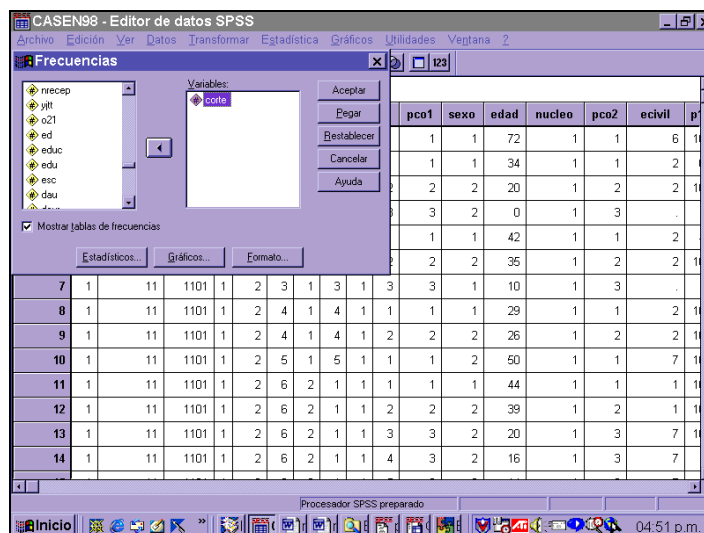 CASEN98 - Editor de datos SPSS
Archivo Edición Ver Datos Transformar Estadística Gráficos Utilidades Ventana ?
Frecuencias
123
nrecep
yjtt
o21
ed
educ
edu
esc
dau
Variables:
corte
Aceptar
Pegar
Restablecer
Cancelar
Ayuda
Mostrar tablas de frecuencias
Estadísticos... Gráficos... Formato...
pco1 sexo edad nucleo pco2 ecivil
1 1 72 1 1 6
1 1 34 1 1 2
2 2 20 1 2 2
3 2 0 1 3 .
1 1 42 1 1 2
2 2 35 1 2 2
7 1 11 1101 1 2 3 1 3 1 3 3 1 10 1 3 .
8 1 11 1101 1 2 4 1 4 1 1 1 1 29 1 1 2
9 1 11 1101 1 2 4 1 4 1 2 2 2 26 1 2 2
10 1 11 1101 1 2 5 1 5 1 1 1 2 50 1 1 7
11 1 11 1101 1 2 6 2 1 1 1 1 1 44 1 1 1
12 1 11 1101 1 2 6 2 1 1 2 2 2 39 1 2 1
13 1 11 1101 1 2 6 2 1 1 3 3 2 20 1 3 7
14 1 11 1101 1 2 6 2 1 1 4 3 2 16 1 3 7
Procesador SPSS preparado
Inicio
04:51 p.m.